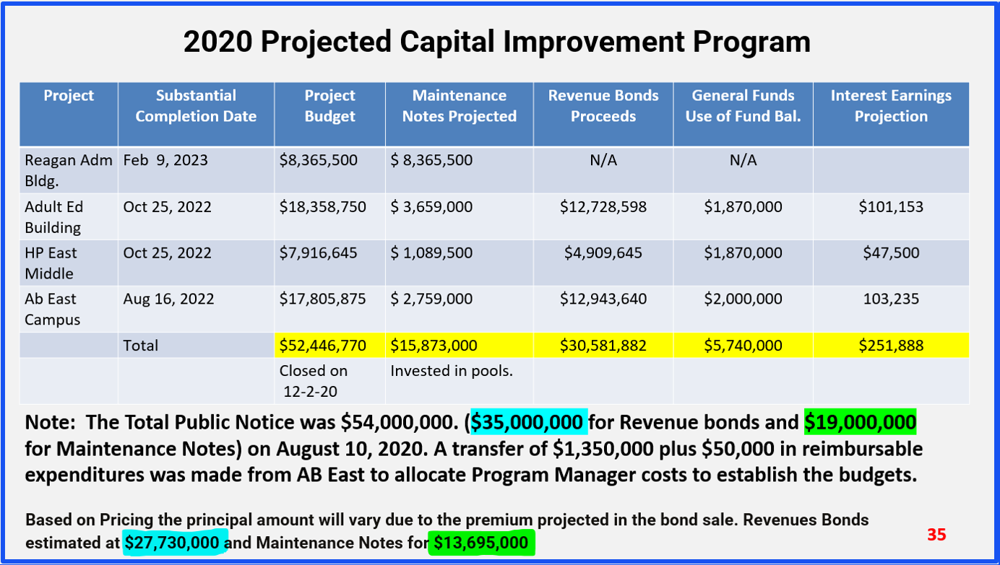 2020 Projected Capital Improvement Program
Project Substantial Completion Date Project Budget Maintenance Notes Projected Revenue Bonds Proceeds General Funds Use of Fund Bal. Interest Earnings Projection
Reagan Adm Bldg. Feb 9, 2023 $8,365,500 $ 8,365,500 N/A N/A
Adult Ed Building Oct 25, 2022 $18,358,750 $ 3,659,000 $12,728,598 $1,870,000 $101,153
HP East Middle Oct 25, 2022 $7,916,645 $ 1,089,500 $4,909,645 $1,870,000 $47,500
Ab East Campus Aug 16, 2022 $17,805,875 $ 2,759,000 $12,943,640 $2,000,000 103,235
Total $52,446,770 $15,873,000 $30,581,882 $5,740,000 $251,888
Closed on 12-2-20 Invested in pools.
Note: The Total Public Notice was $54,000,000. ($35,000,000 for Revenue bonds and $19,000,000
for Maintenance Notes) on August 10, 2020. A transfer of $1,350,000 plus $50,000 in reimbursable
expenditures was made from AB East to allocate Program Manager costs to establish the budgets.
Based on Pricing the principal amount will vary due to the premium projected in the bond sale. Revenues Bonds
estimated at $27,730,000 and Maintenance Notes for $13,695,000
35